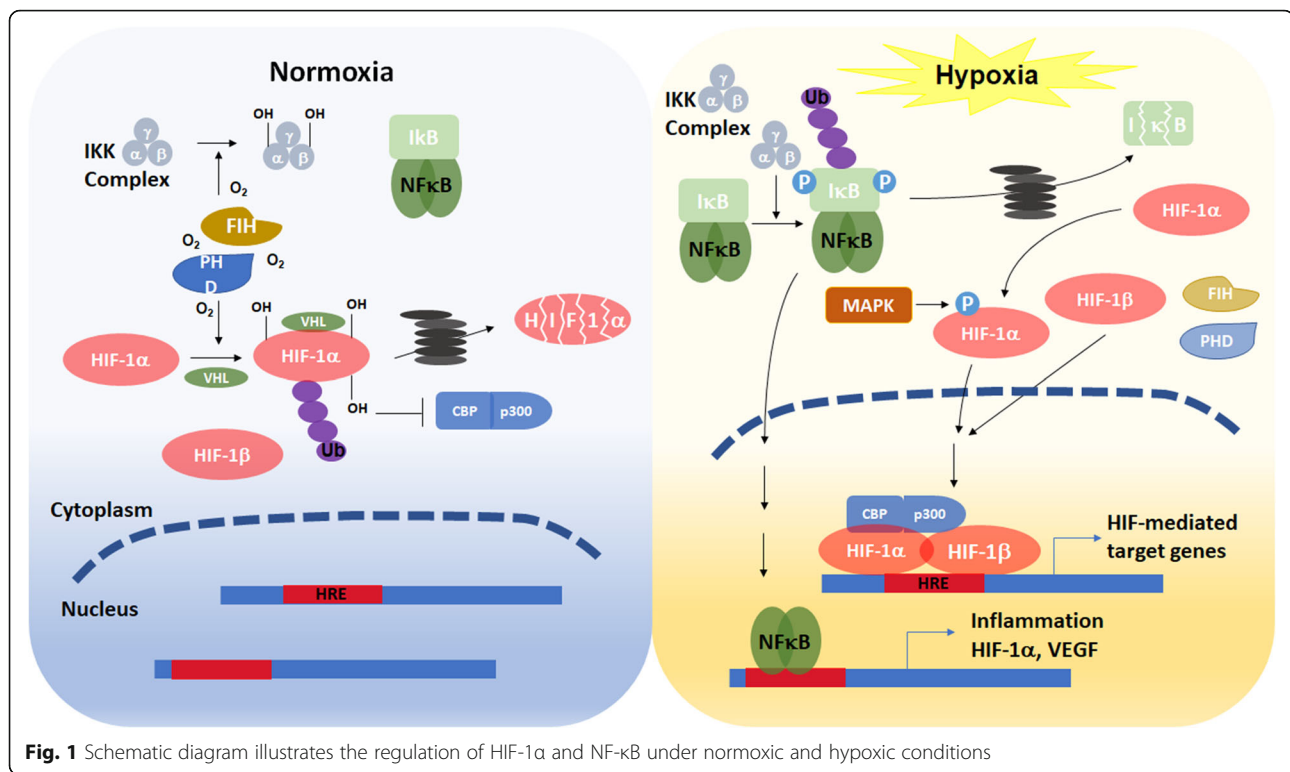 Normoxia
OH
OH
γ
α
β
IKK
Complex
O₂
FIH
O₂
PH
D
O₂
O₂
IkB
NFκB
HIF-1α
VHL
OH
VHL
OH
HIF-1α
OH
Ub
H I F 1 α
CBP
p300
HIF-1β
Cytoplasm
Nucleus
HRE
γ
α
β
Hypoxia
IKK
Complex
γ
α
β
γ
α
β
Ub
P
IκB
P
NFκB
IκB
NFκB
I κ B
HIF-1α
MAPK
P
HIF-1α
HIF-1β
FIH
PHD
CBP
p300
HIF-1α
HIF-1β
HRE
HIF-mediated
target genes
NFκB
Inflammation
HIF-1α, VEGF
Fig. 1 Schematic diagram illustrates the regulation of HIF-1α and NF-κB under normoxic and hypoxic conditions